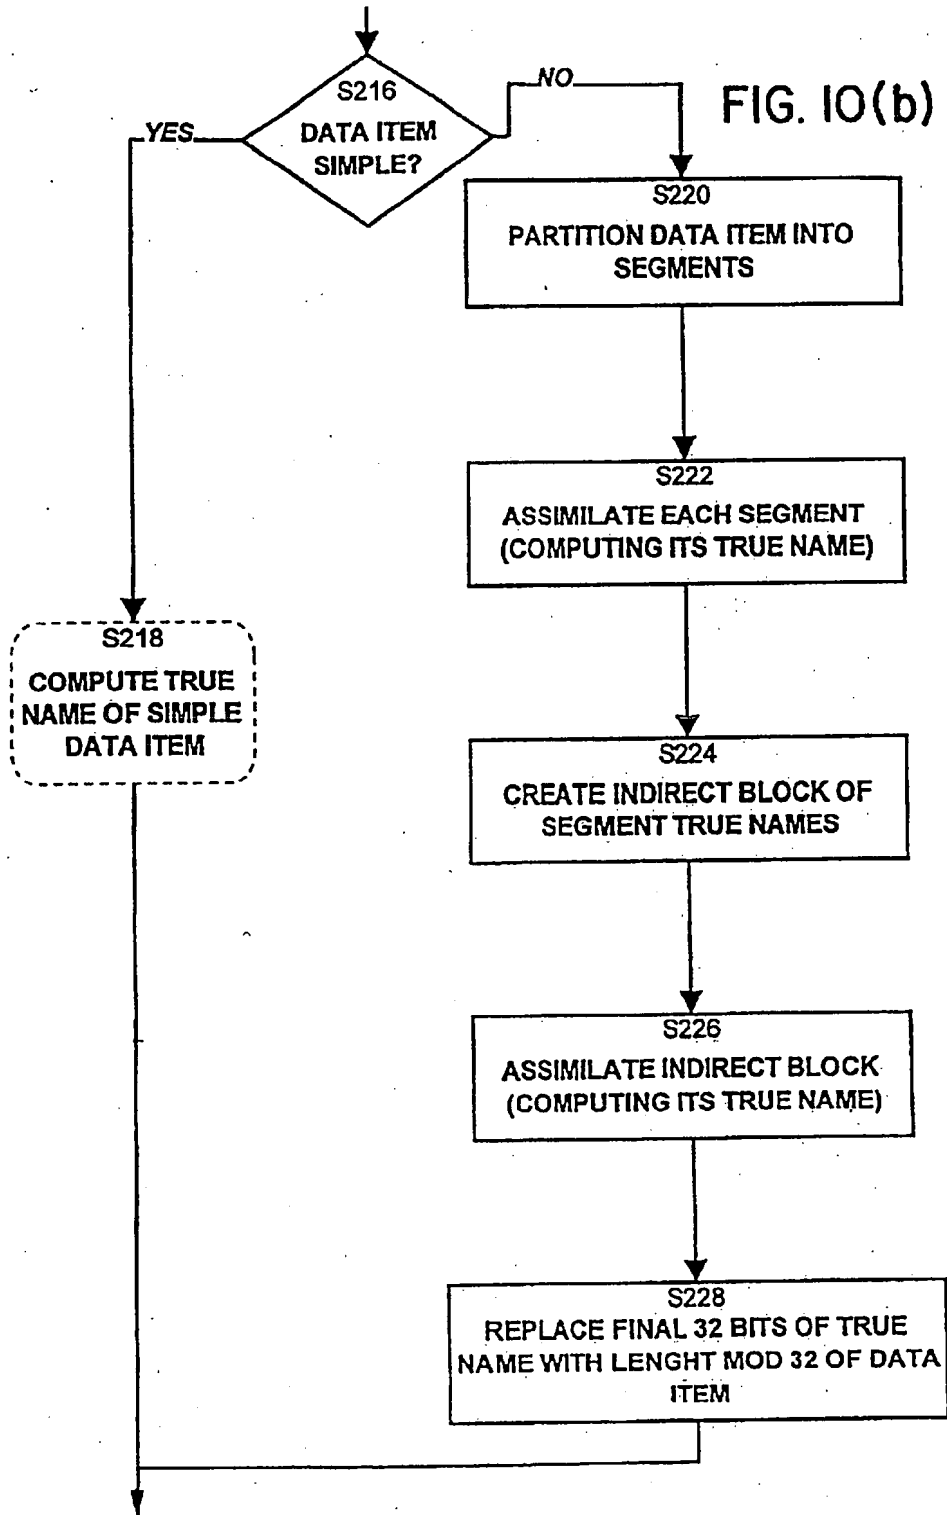 FIG. 10(b)
S216
DATA ITEM
SIMPLE?
YES
NO
S220
PARTITION DATA ITEM INTO
SEGMENTS
S222
ASSIMILATE EACH SEGMENT
(COMPUTING ITS TRUE NAME)
S218
COMPUTE TRUE
NAME OF SIMPLE
DATA ITEM
S224
CREATE INDIRECT BLOCK OF
SEGMENT TRUE NAMES
S226
ASSIMILATE INDIRECT BLOCK
(COMPUTING ITS TRUE NAME)
S228
REPLACE FINAL 32 BITS OF TRUE
NAME WITH LENGHT MOD 32 OF DATA
ITEM